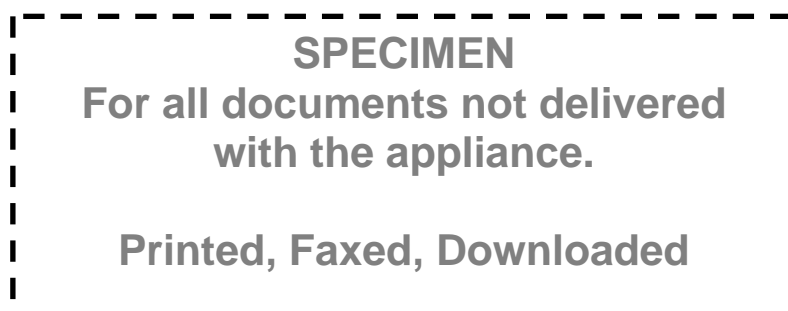 SPECIMEN
For all documents not delivered
with the appliance.
Printed, Faxed, Downloaded